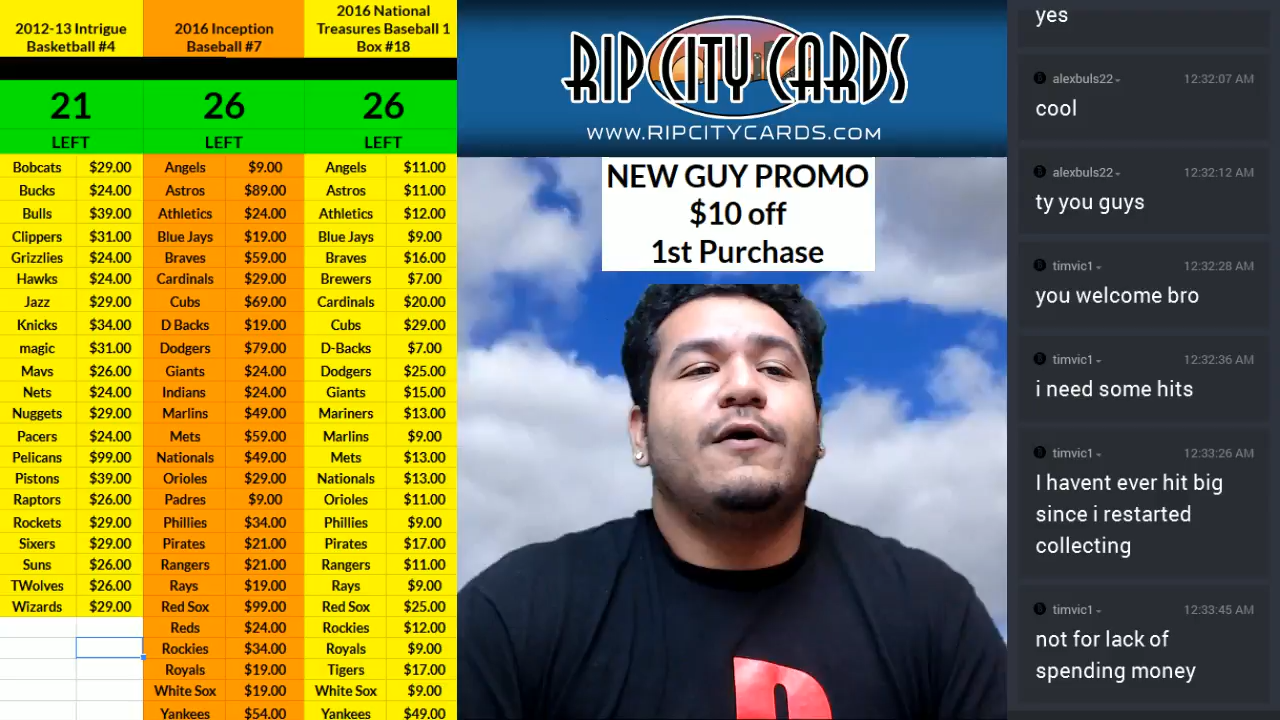 2012-13 Intrigue
Basketball #4
21
LEFT
Bobcats $29.00
Bucks $24.00
Bulls $39.00
Clippers $31.00
Grizzlies $24.00
Hawks $24.00
Jazz $29.00
Knicks $34.00
magic $31.00
Mavs $26.00
Nets $24.00
Nuggets $29.00
Pacers $24.00
Pelicans $99.00
Pistons $39.00
Raptors $26.00
Rockets $29.00
Sixers $29.00
Suns $26.00
TWolves $26.00
Wizards $29.00
2016 Inception
Baseball #7
26
LEFT
Angels $9.00
Astros $89.00
Athletics $24.00
Blue Jays $19.00
Braves $59.00
Cardinals $29.00
Cubs $69.00
D Backs $19.00
Dodgers $79.00
Giants $24.00
Indians $24.00
Marlins $49.00
Mets $59.00
Nationals $49.00
Orioles $29.00
Padres $9.00
Phillies $34.00
Pirates $21.00
Rangers $21.00
Rays $19.00
Red Sox $99.00
Reds $24.00
Rockies $34.00
Royals $19.00
White Sox $19.00
Yankees $54.00
2016 National
Treasures Baseball 1
Box #18
26
LEFT
Angels $11.00
Astros $11.00
Athletics $12.00
Blue Jays $9.00
Braves $16.00
Brewers $7.00
Cardinals $20.00
Cubs $29.00
D-Backs $7.00
Dodgers $25.00
Giants $15.00
Mariners $13.00
Marlins $9.00
Mets $13.00
Nationals $13.00
Orioles $11.00
Phillies $9.00
Pirates $17.00
Rangers $11.00
Rays $9.00
Red Sox $25.00
Rockies $12.00
Royals $9.00
Tigers $17.00
White Sox $9.00
Yankees $49.00
RIP CITY CARDS
WWW.RIPCITYCARDS.COM
NEW GUY PROMO
$10 off
1st Purchase
yes
alexbuls22 12:32:07 AM
cool
alexbuls22 12:32:12 AM
ty you guys
timvic1 12:32:28 AM
you welcome bro
timvic1 12:32:36 AM
i need some hits
timvic1 12:33:26 AM
I havent ever hit big
since i restarted
collecting
timvic1 12:33:45 AM
not for lack of
spending money